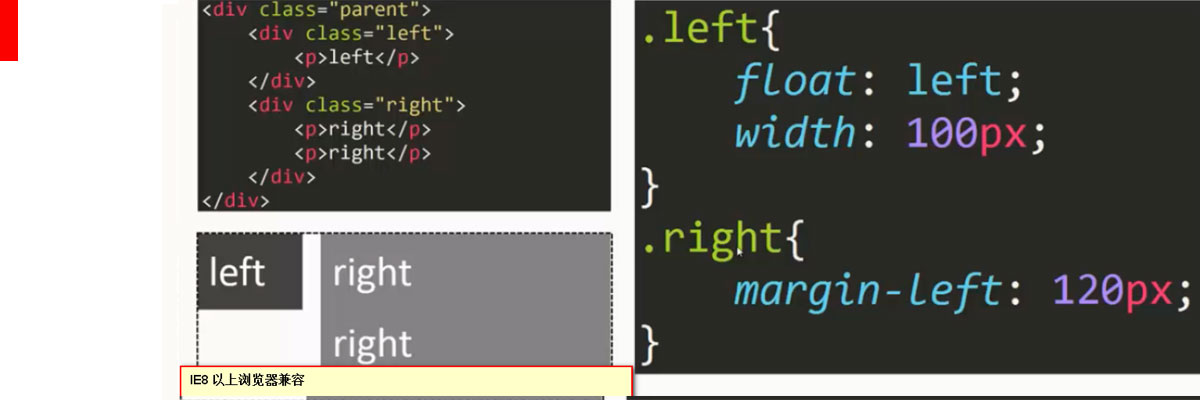 <div class="parent">
<div class="left">
<p>left</p>
</div>
<div class="right">
<p>right</p>
<p>right</p>
</div>
</div>
left
right
right
IE8 以上浏览器兼容
.left{
float: left;
width: 100px;
}
.right{
margin-left: 120px;
}